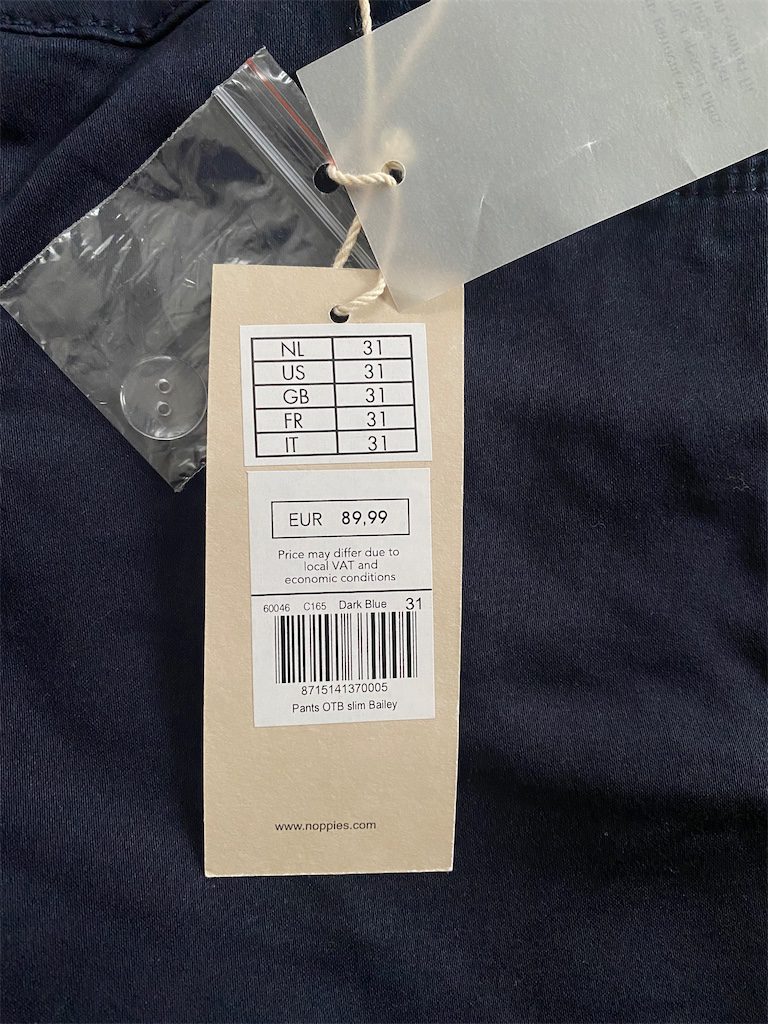 NL 31
US 31
GB 31
FR 31
IT 31
EUR 89,99
Price may differ due to
local VAT and
economic conditions
60046 C165 Dark Blue 31
8715141370005
Pants OTB slim Bailey
www.noppies.com